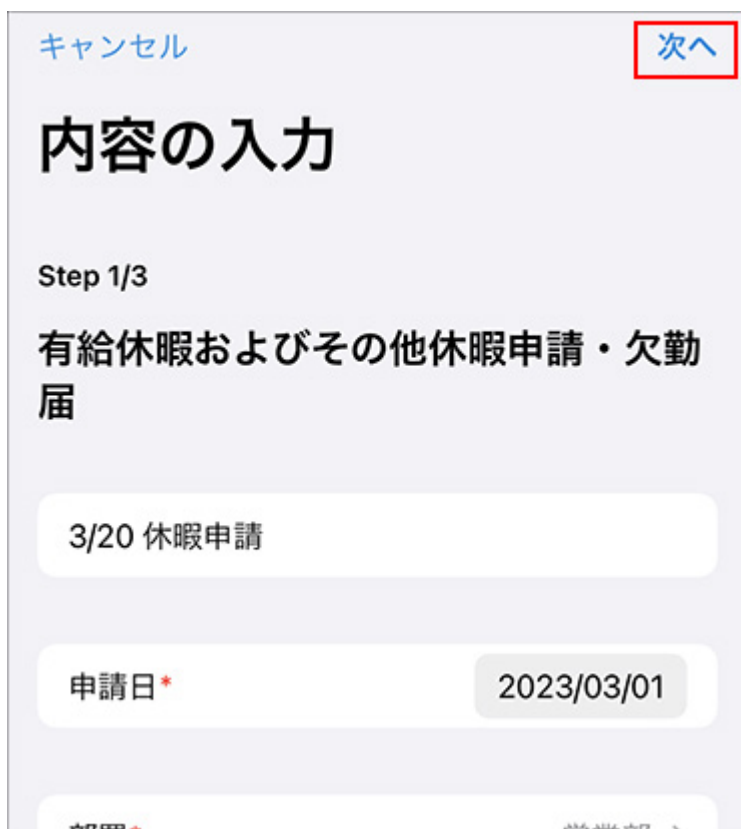 キャンセル 次へ
内容の入力
Step 1/3
有給休暇およびその他休暇申請・欠勤
届
3/20 休暇申請
申請日* 2023/03/01